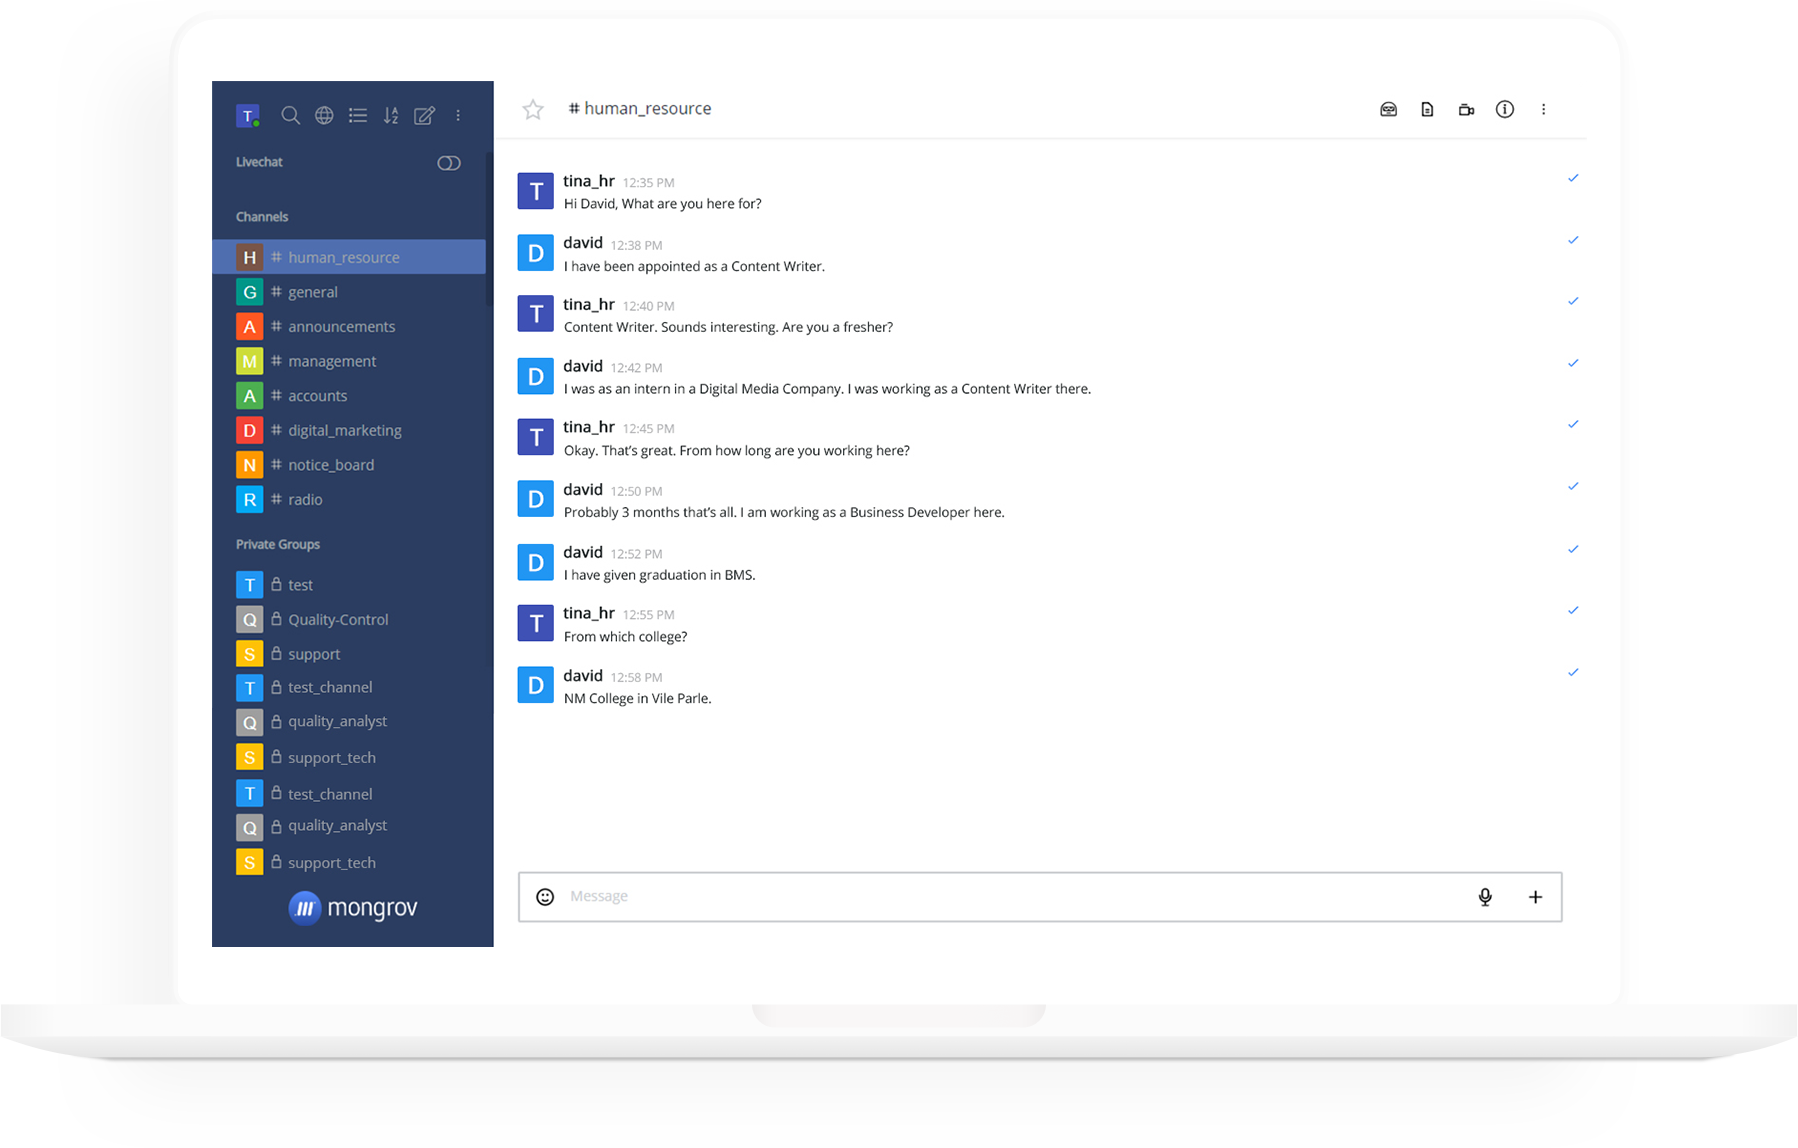 T
Livechat
Channels
H # human_resource
G # general
A # announcements
M # management
A # accounts
D # digital_marketing
N # notice_board
R # radio
Private Groups
T test
Q Quality-Control
S support
T test_channel
Q quality_analyst
S support_tech
T test_channel
Q quality_analyst
S support_tech
mongrov
# human_resource
T tina_hr 12:35 PM
Hi David, What are you here for?
D david 12:38 PM
I have been appointed as a Content Writer.
T tina_hr 12:40 PM
Content Writer. Sounds interesting. Are you a fresher?
D david 12:42 PM
I was as an intern in a Digital Media Company. I was working as a Content Writer there.
T tina_hr 12:45 PM
Okay. That's great. From how long are you working here?
D david 12:50 PM
Probably 3 months that's all. I am working as a Business Developer here.
D david 12:52 PM
I have given graduation in BMS.
T tina_hr 12:55 PM
From which college?
D david 12:58 PM
NM College in Vile Parle.
Message